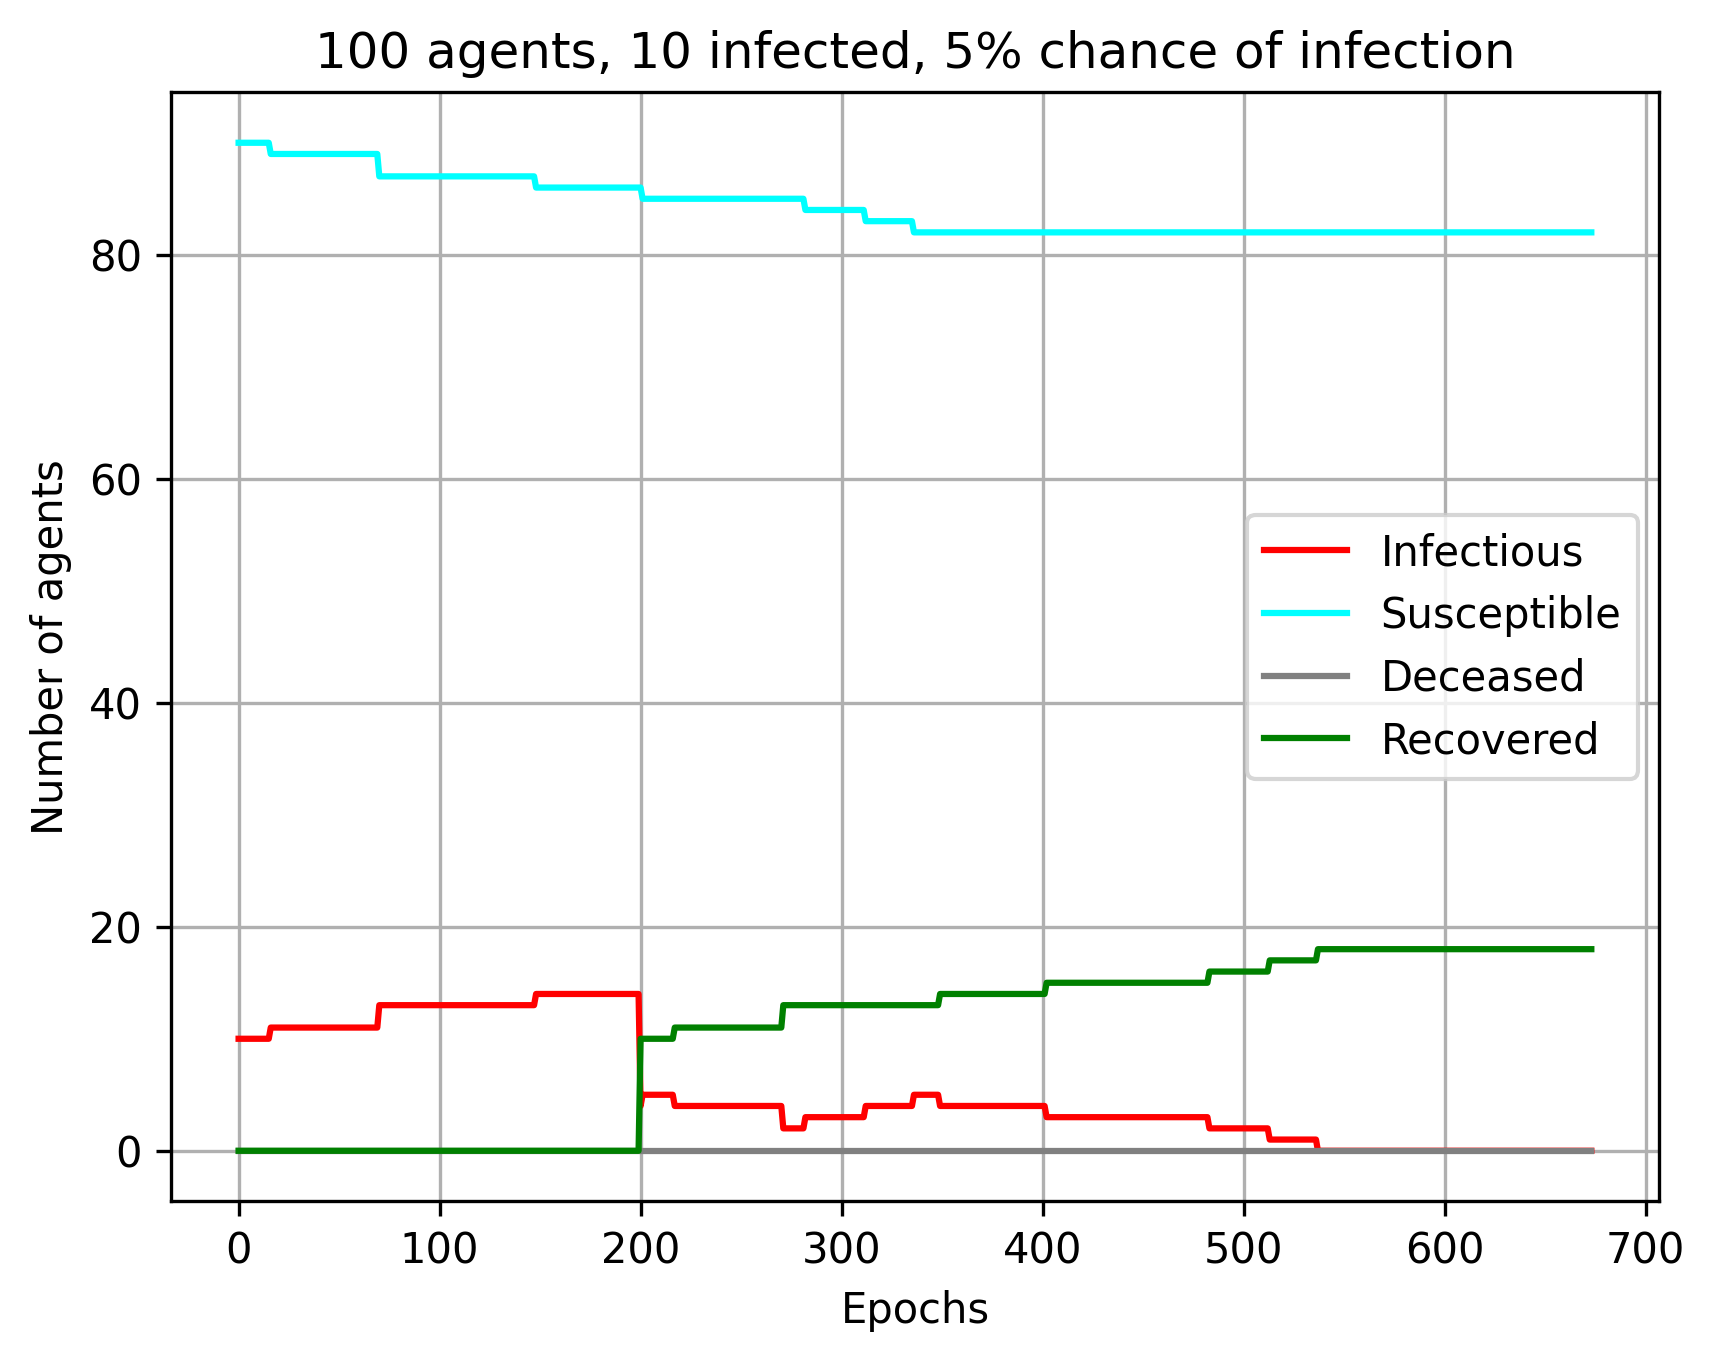 100 agents, 10 infected, 5% chance of infection
Number of agents
80
60
40
20
0
Infectious
Susceptible
Deceased
Recovered
0 100 200 300 400 500 600 700
Epochs